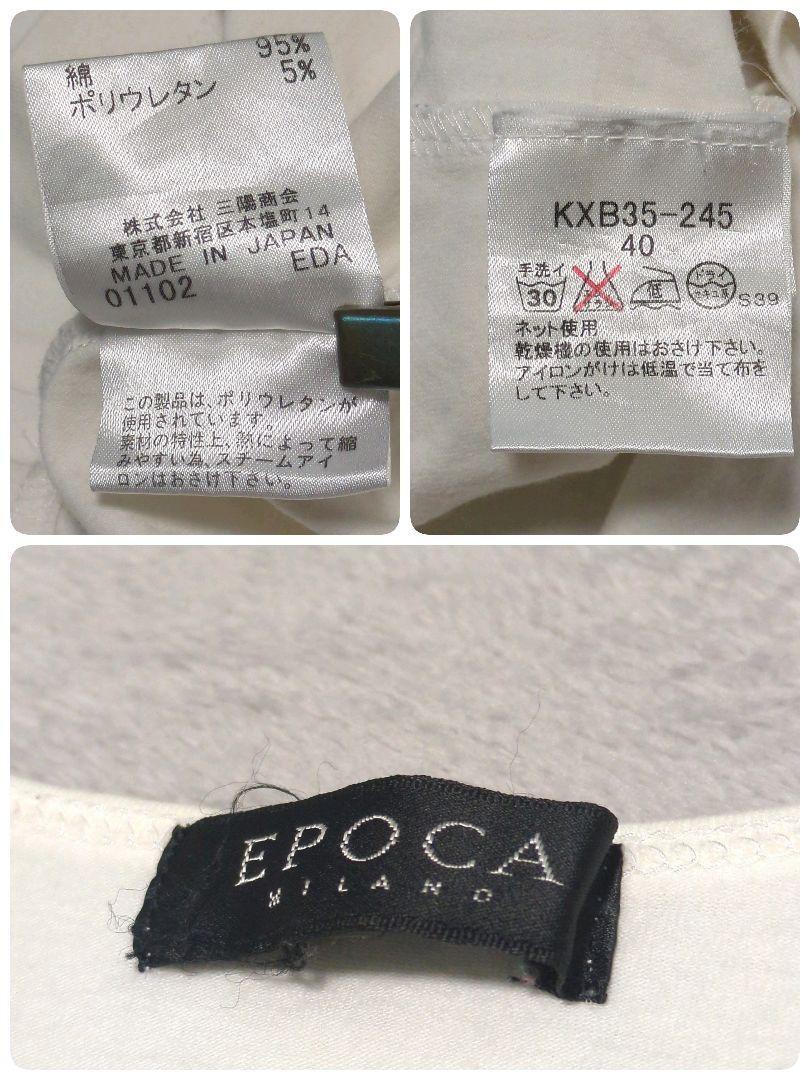 綿 95%
ポリウレタン 5%
株式会社 三陽商会
東京都新宿区本塩町14
MADE IN JAPAN
01102 EDA
この製品は、ポリウレタンが
使用されています。
素材の特性上、熱によって縮
みやすい為、スチームアイ
ロンはおさけ下さい。
KXB35-245
40
手洗イ
30 低 ドライ
S39
ネット使用
乾燥機の使用はおさけ下さい。
アイロンがけは低温で当て布を
して下さい。
EPOCA
MILANO